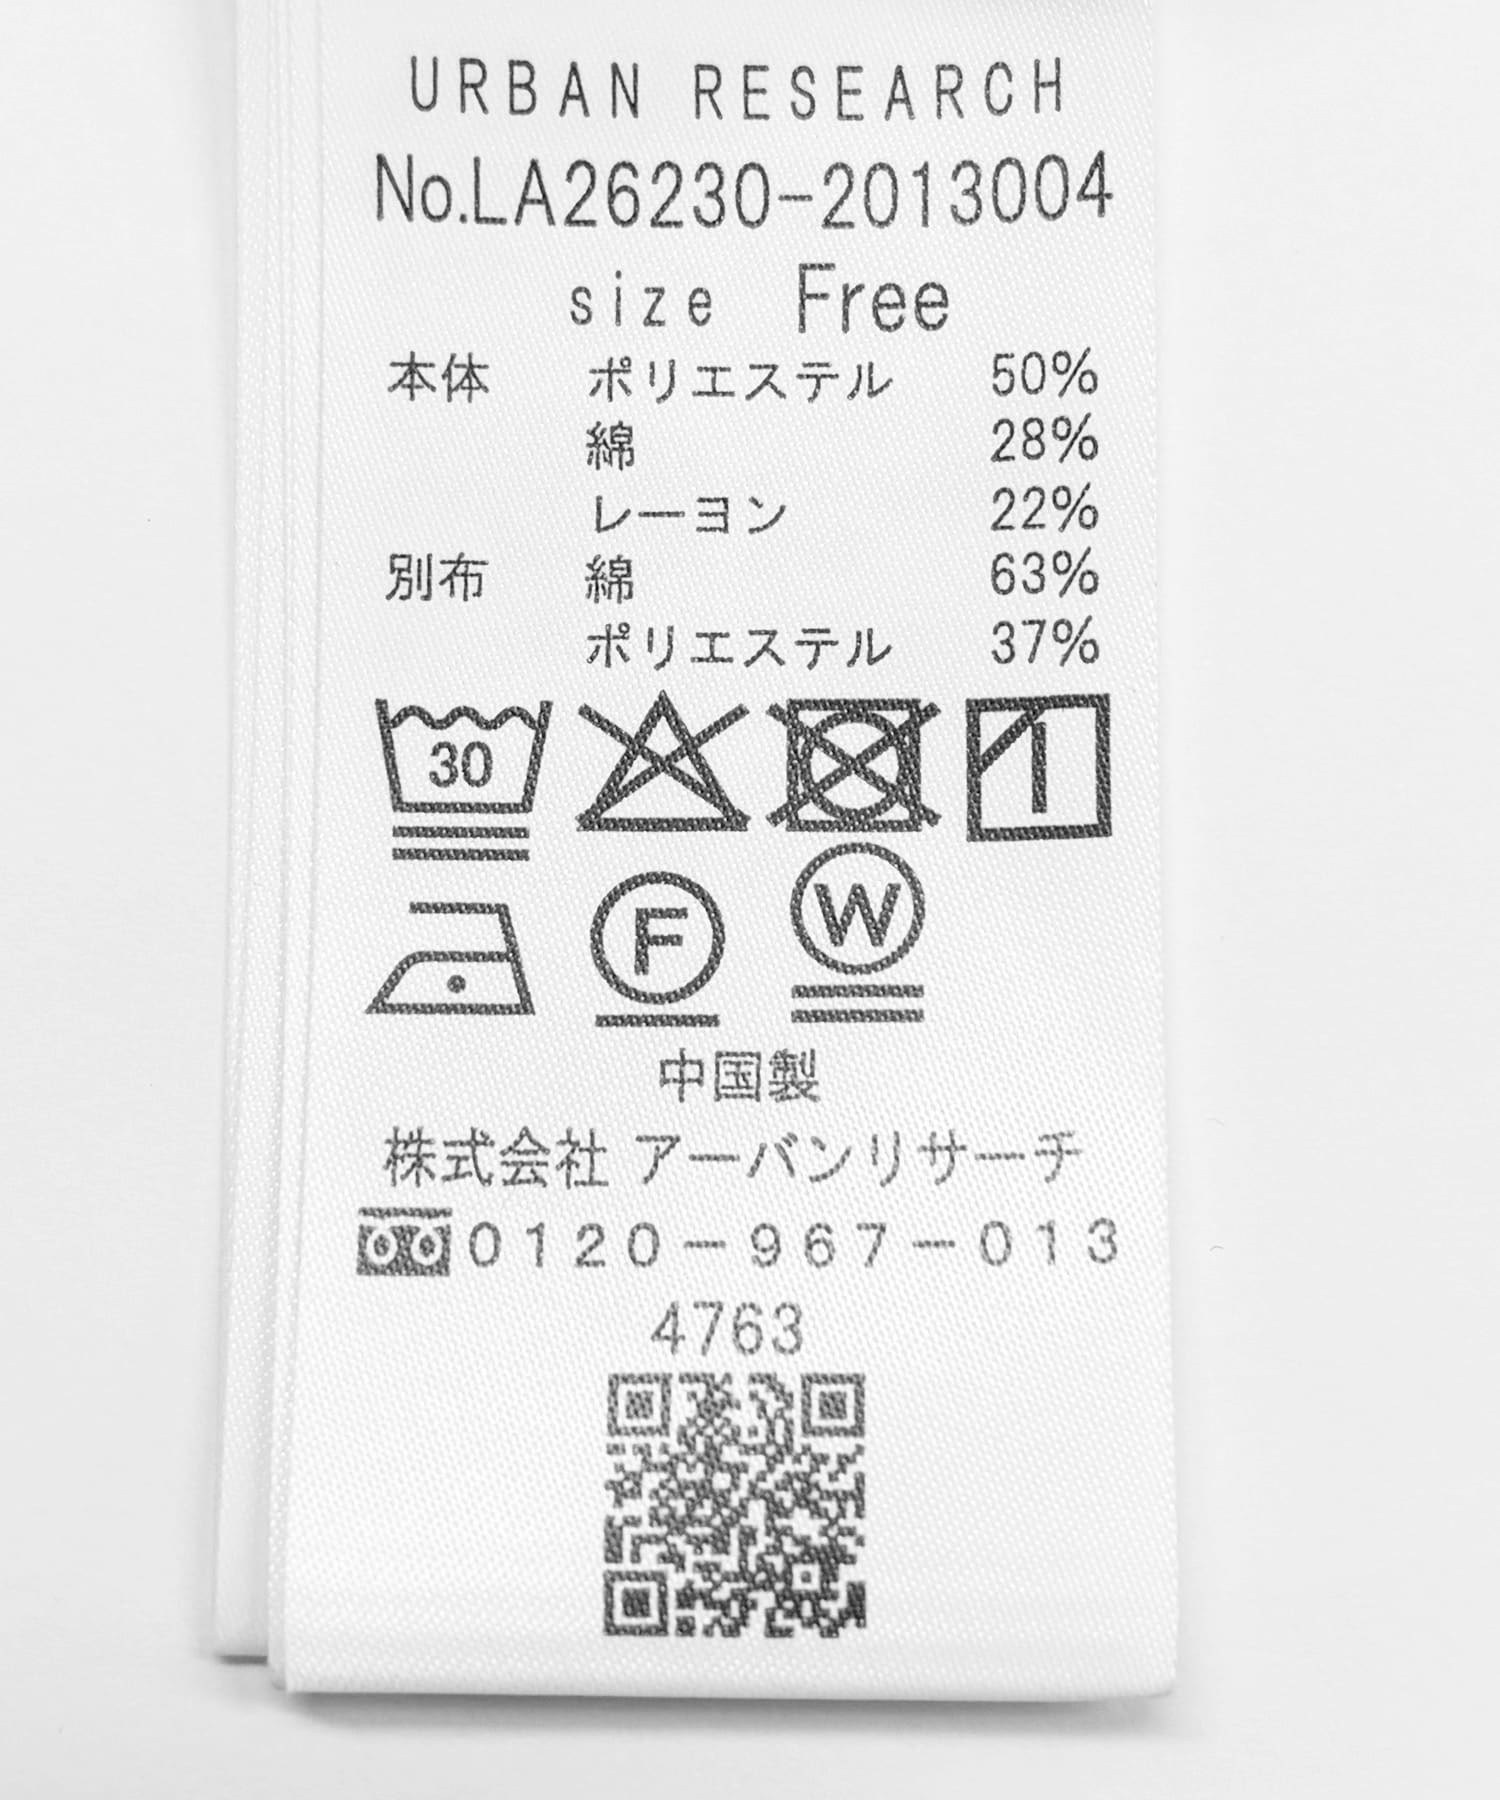 URBAN RESEARCH
No.LA26230-2013004
size Free
本体 ポリエステル 50%
綿 28%
レーヨン 22%
別布 綿 63%
ポリエステル 37%
30
F W
中国製
株式会社 アーバンリサーチ
0120-967-013
4763